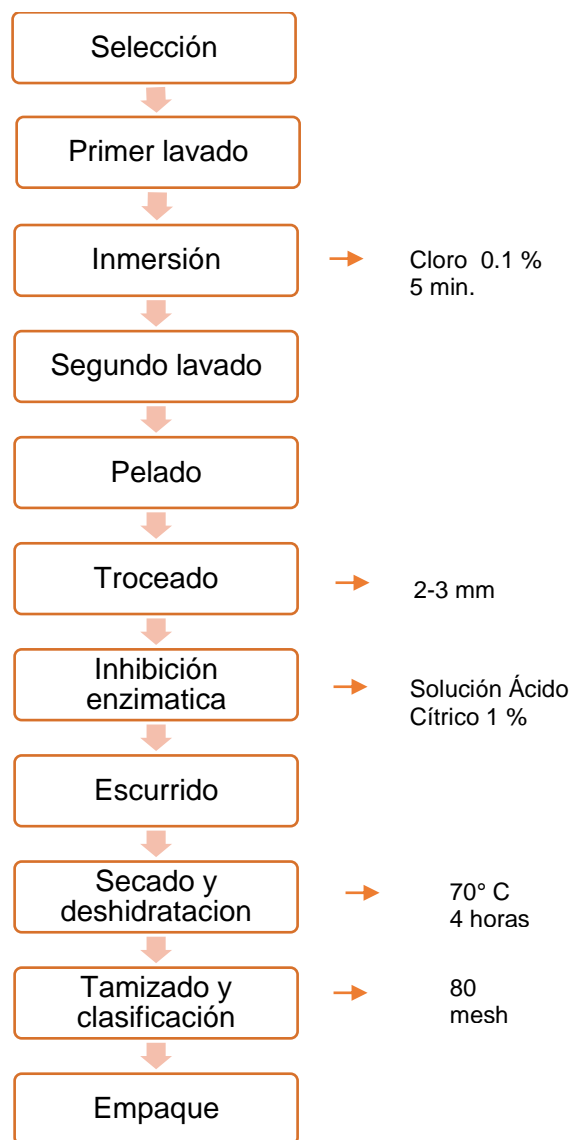 Selección
Primer lavado
Inmersión
Cloro 0.1 %
5 min.
Segundo lavado
Pelado
Troceado
2-3 mm
Inhibición
enzimatica
Solución Ácido
Cítrico 1 %
Escurrido
Secado y
deshidratacion
70° C
4 horas
Tamizado y
clasificación
80
mesh
Empaque